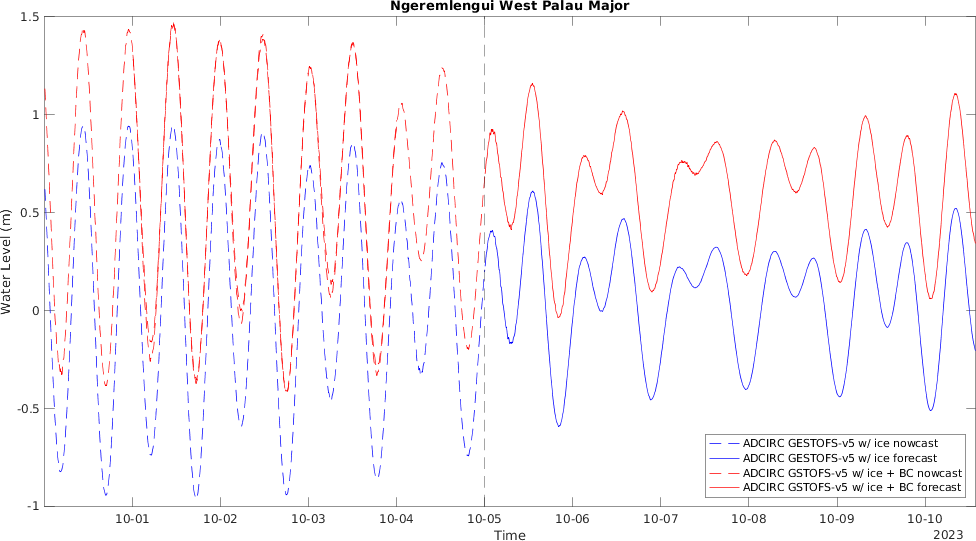 Ngeremlengui West Palau Major
1.5
1
0.5
0
-0.5
-1
Water Level (m)
ADCIRC GESTOFS-v5 w/ ice nowcast
ADCIRC GESTOFS-v5 w/ ice forecast
ADCIRC GSTOFS-v5 w/ ice + BC nowcast
ADCIRC GSTOFS-v5 w/ ice + BC forecast
10-01 10-02 10-03 10-04 10-05 10-06 10-07 10-08 10-09 10-10
Time
2023